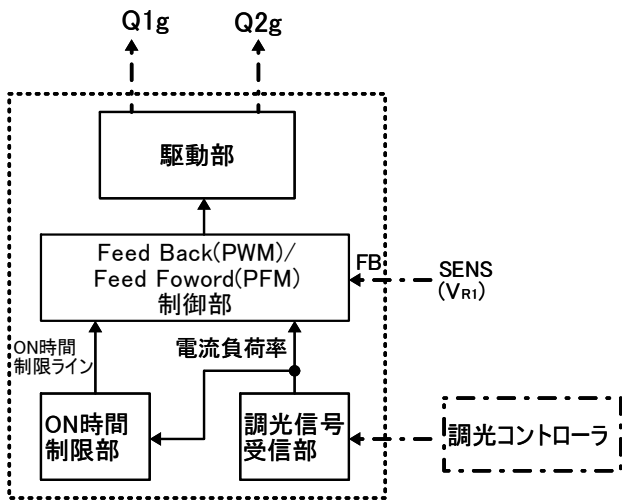 Q1g
Q2g
駆動部
Feed Back(PWM)/
Feed Foword(PFM)
制御部
FB
SENS
(VR1)
ON時間
制限ライン
電流負荷率
ON時間
制限部
調光信号
受信部
調光コントローラ